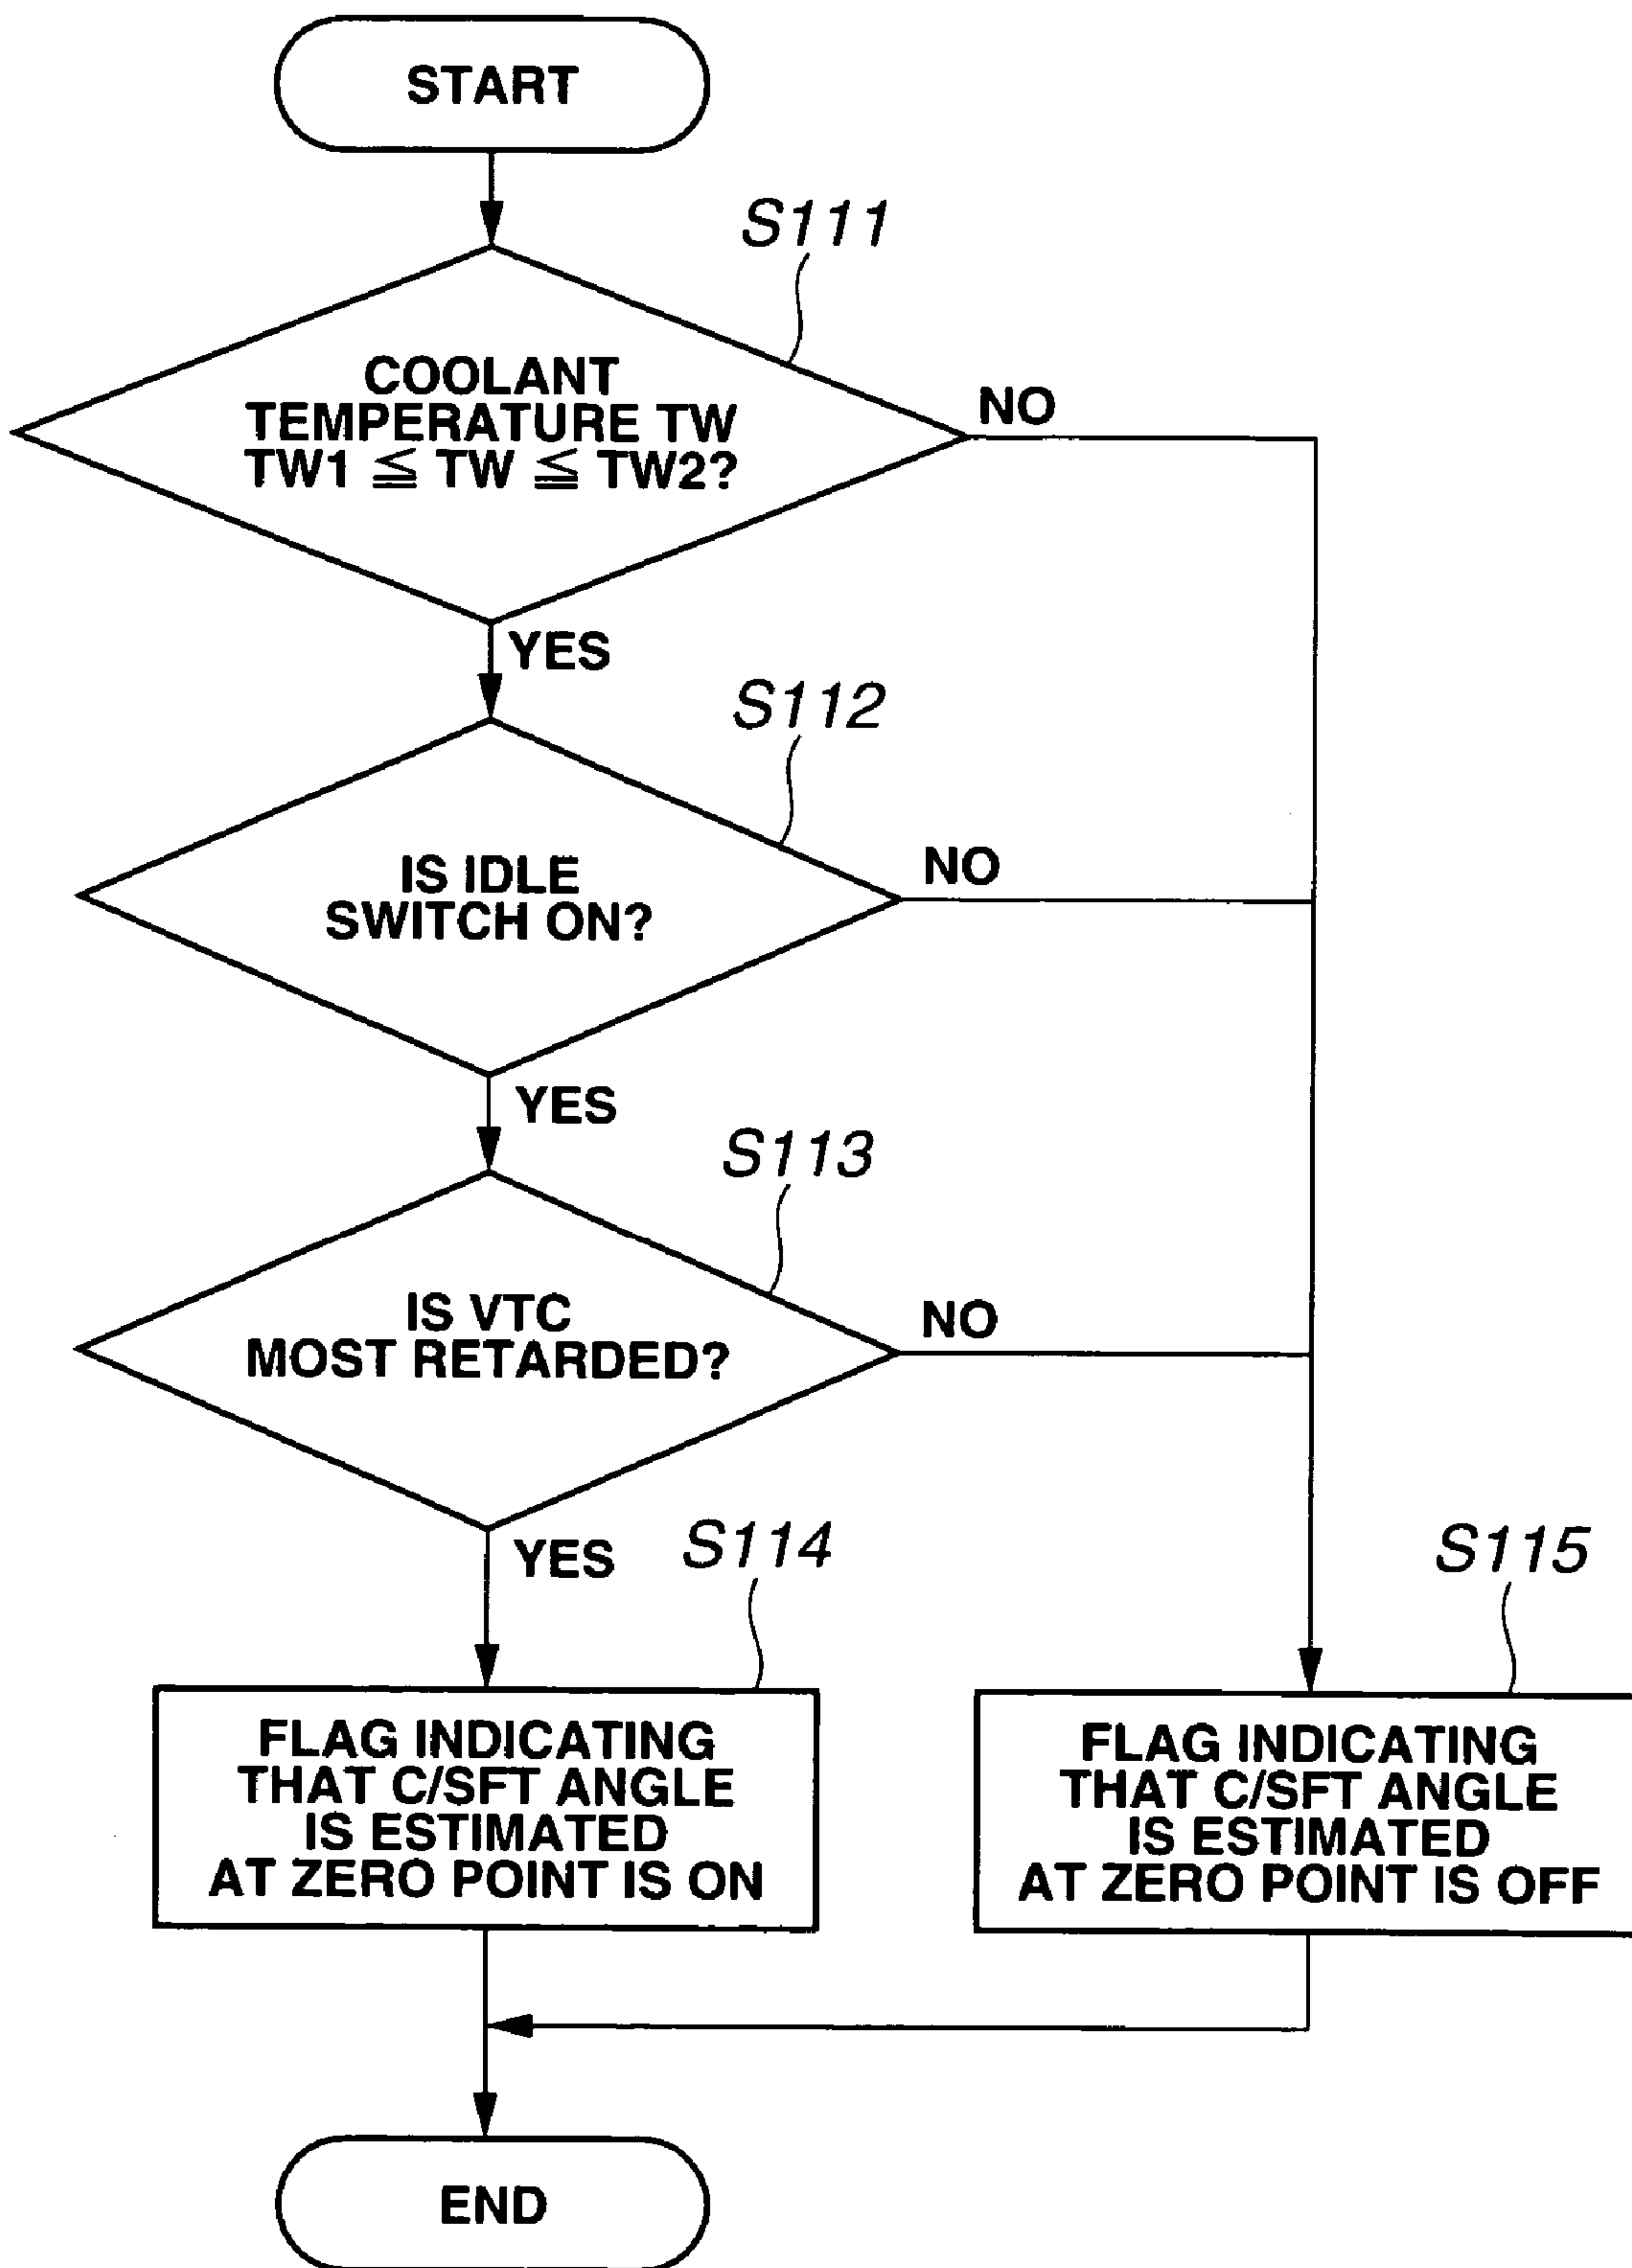 START
S111
COOLANT
TEMPERATURE TW
TW1 ≦ TW ≦ TW2?
NO
YES
S112
IS IDLE
SWITCH ON?
NO
YES
S113
IS VTC
MOST RETARDED?
NO
YES
S114
S115
FLAG INDICATING
THAT C/SFT ANGLE
IS ESTIMATED
AT ZERO POINT IS ON
FLAG INDICATING
THAT C/SFT ANGLE
IS ESTIMATED
AT ZERO POINT IS OFF
END